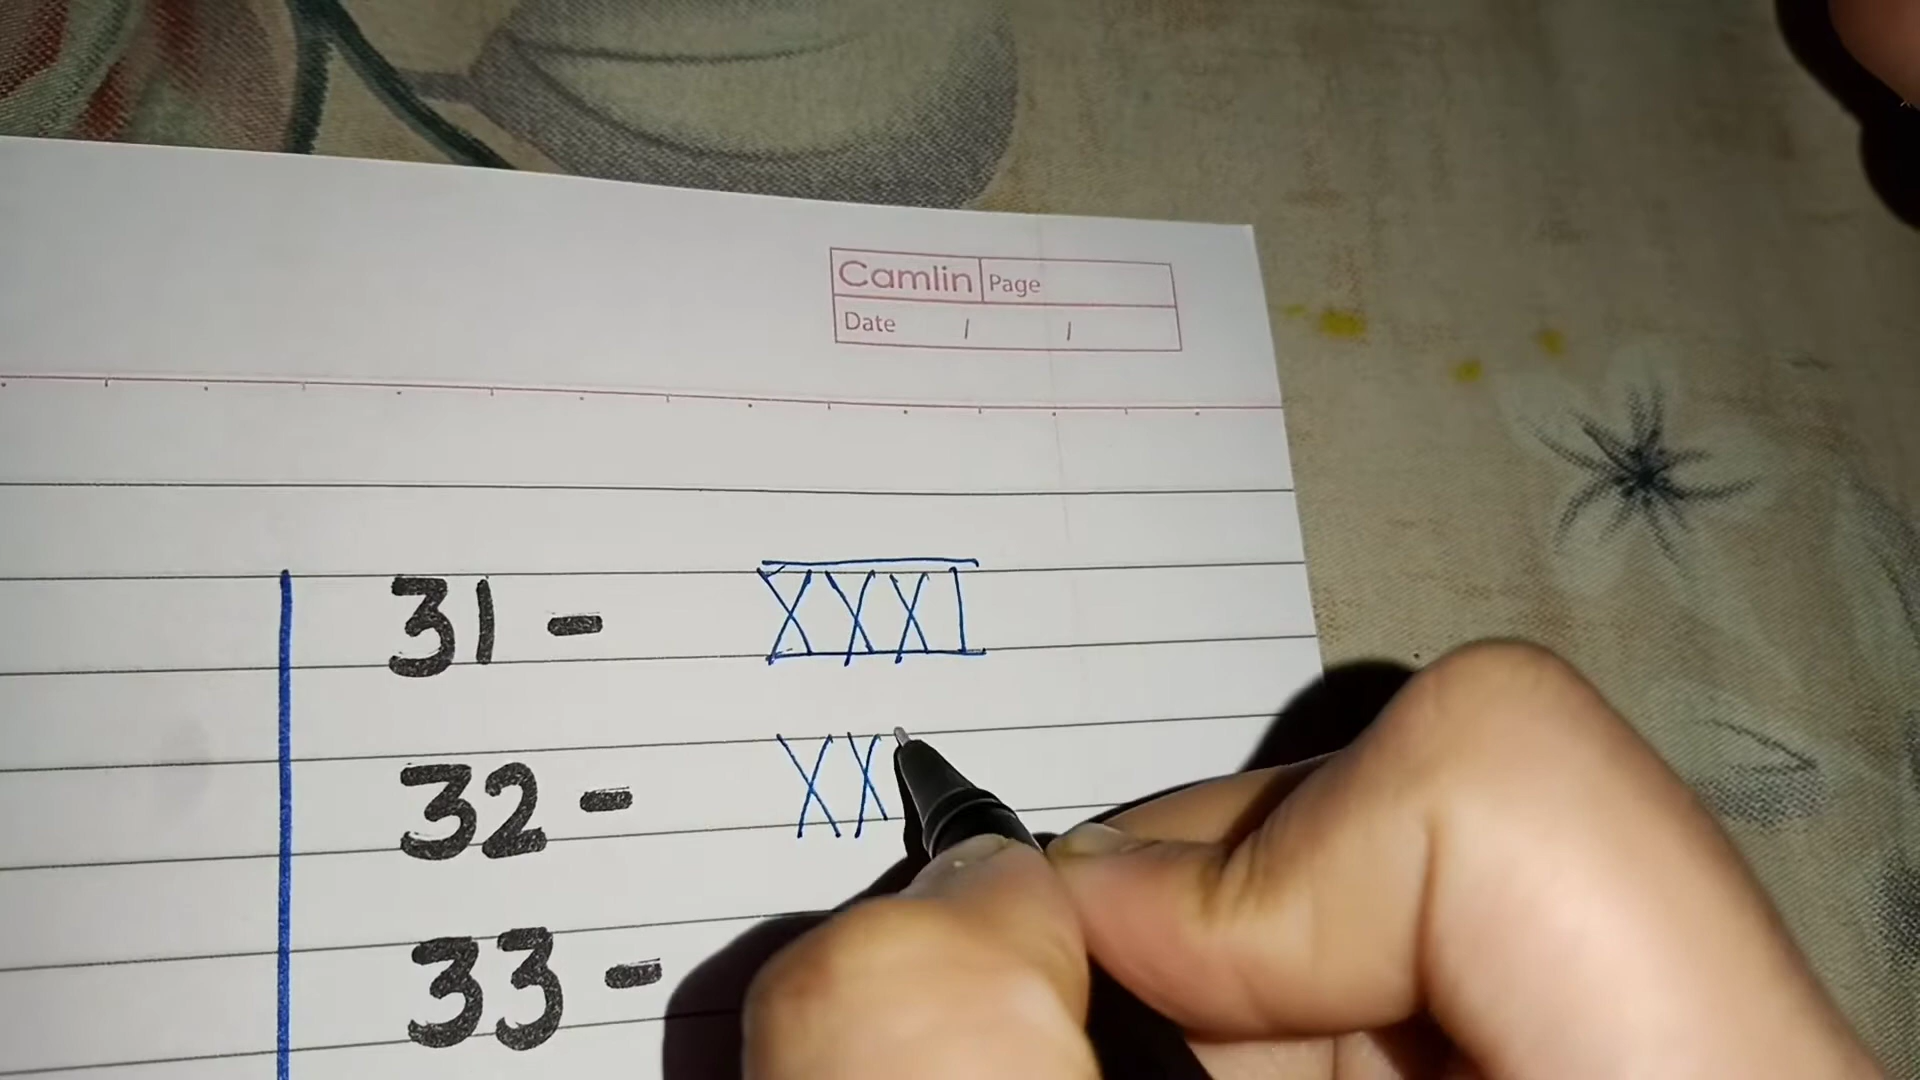 Camlin Page
Date / /
31 - XXXI
32 - XX
33 -